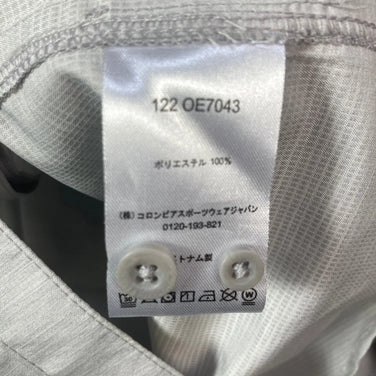 122 OE7043
ポリエステル 100%
(株) コロンビアスポーツウェアジャパン
0120-193-821
トナム製